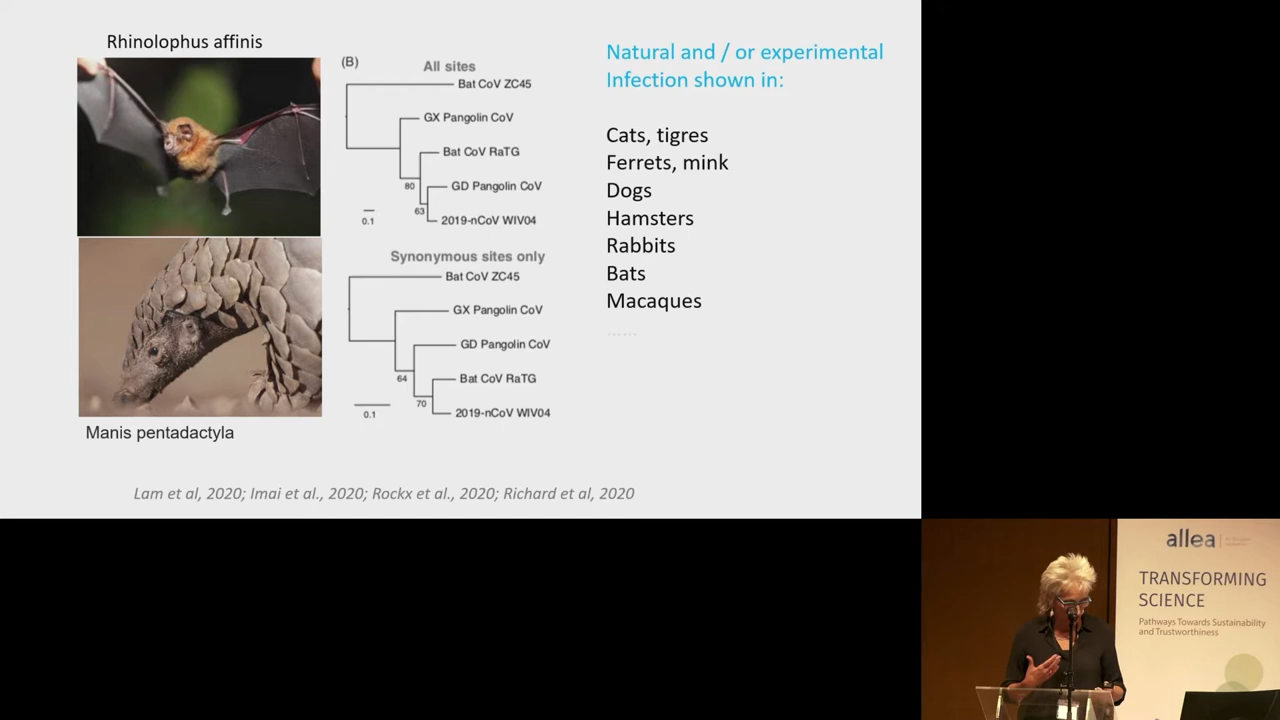 Rhinolophus affinis
(B)
All sites
Bat CoV ZC45
GX Pangolin CoV
Bat CoV RaTG
80
GD Pangolin CoV
63
0.1
2019-nCoV WIV04
Synonymous sites only
Bat CoV ZC45
GX Pangolin CoV
GD Pangolin CoV
64
Bat CoV RaTG
70
0.1
2019-nCoV WIV04
Manis pentadactyla
Natural and / or experimental
Infection shown in:
Cats, tigres
Ferrets, mink
Dogs
Hamsters
Rabbits
Bats
Macaques
......
Lam et al, 2020; Imai et al., 2020; Rockx et al., 2020; Richard et al, 2020
allea
TRANSFORMING
SCIENCE
Pathways Towards Sustainability
and Trustworthiness